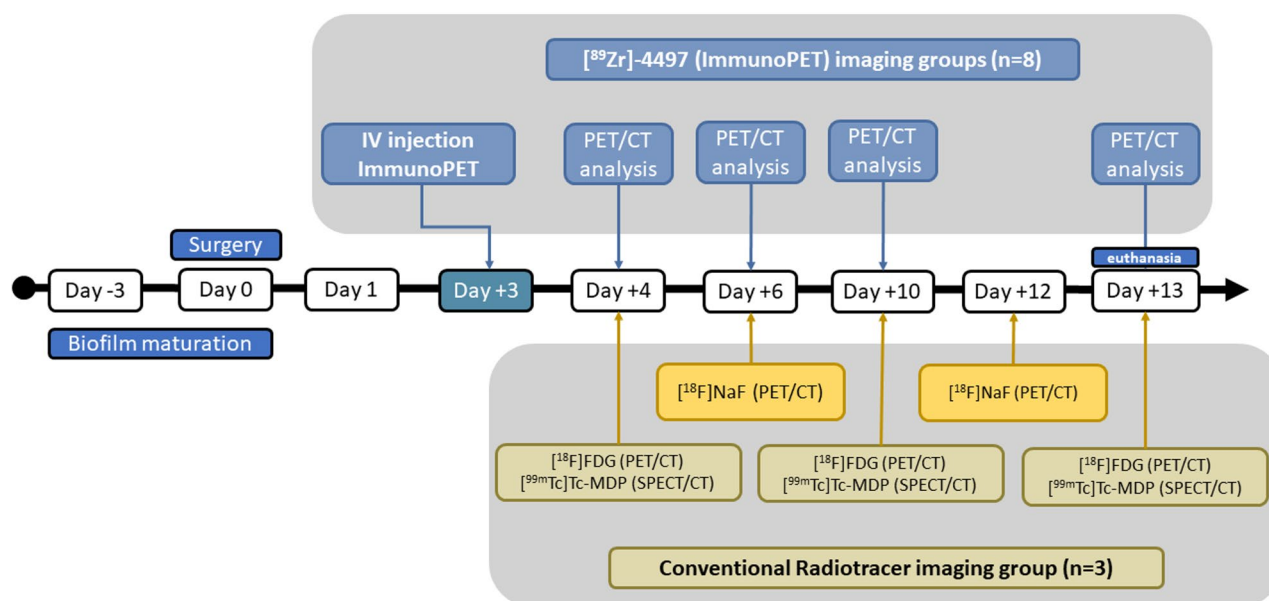 [⁸⁹Zr]-4497 (ImmunoPET) imaging groups (n=8)
IV injection
ImmunoPET
PET/CT
analysis
PET/CT
analysis
PET/CT
analysis
PET/CT
analysis
Surgery
euthanasia
Day -3
Day 0
Day 1
Day +3
Day +4
Day +6
Day +10
Day +12
Day +13
Biofilm maturation
[¹⁸F]NaF (PET/CT)
[¹⁸F]NaF (PET/CT)
[¹⁸F]FDG (PET/CT)
[⁹⁹ᵐTc]Tc-MDP (SPECT/CT)
[¹⁸F]FDG (PET/CT)
[⁹⁹ᵐTc]Tc-MDP (SPECT/CT)
[¹⁸F]FDG (PET/CT)
[⁹⁹ᵐTc]Tc-MDP (SPECT/CT)
Conventional Radiotracer imaging group (n=3)